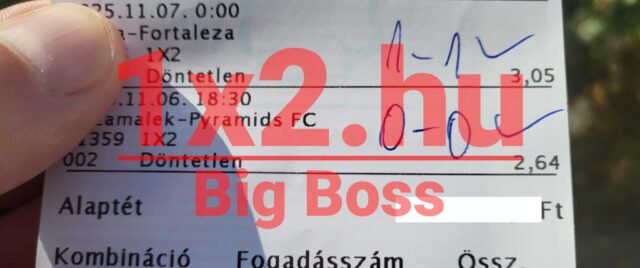 025.11.07. 0:00
a-Fortaleza
1X2
Döntetlen 3,05
1-1 ✓
.11.06. 18:30
Zamalek-Pyramids FC
1359 1X2
002 Döntetlen 2,64
0-0 ✓
1x2.hu
Big Boss
Alaptét Ft
Kombináció Fogadásszám Össz.